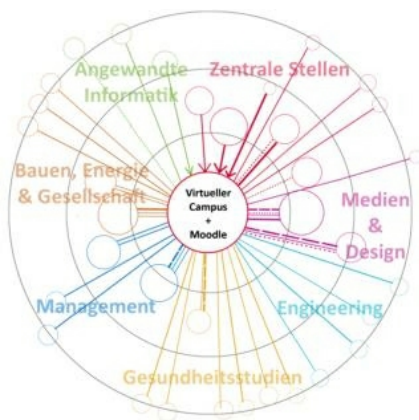 Angewandte
Informatik
Zentrale Stellen
Bauen, Energie
& Gesellschaft
Virtueller
Campus
+
Moodle
Medien
&
Design
Management
Engineering
Gesundheitsstudien